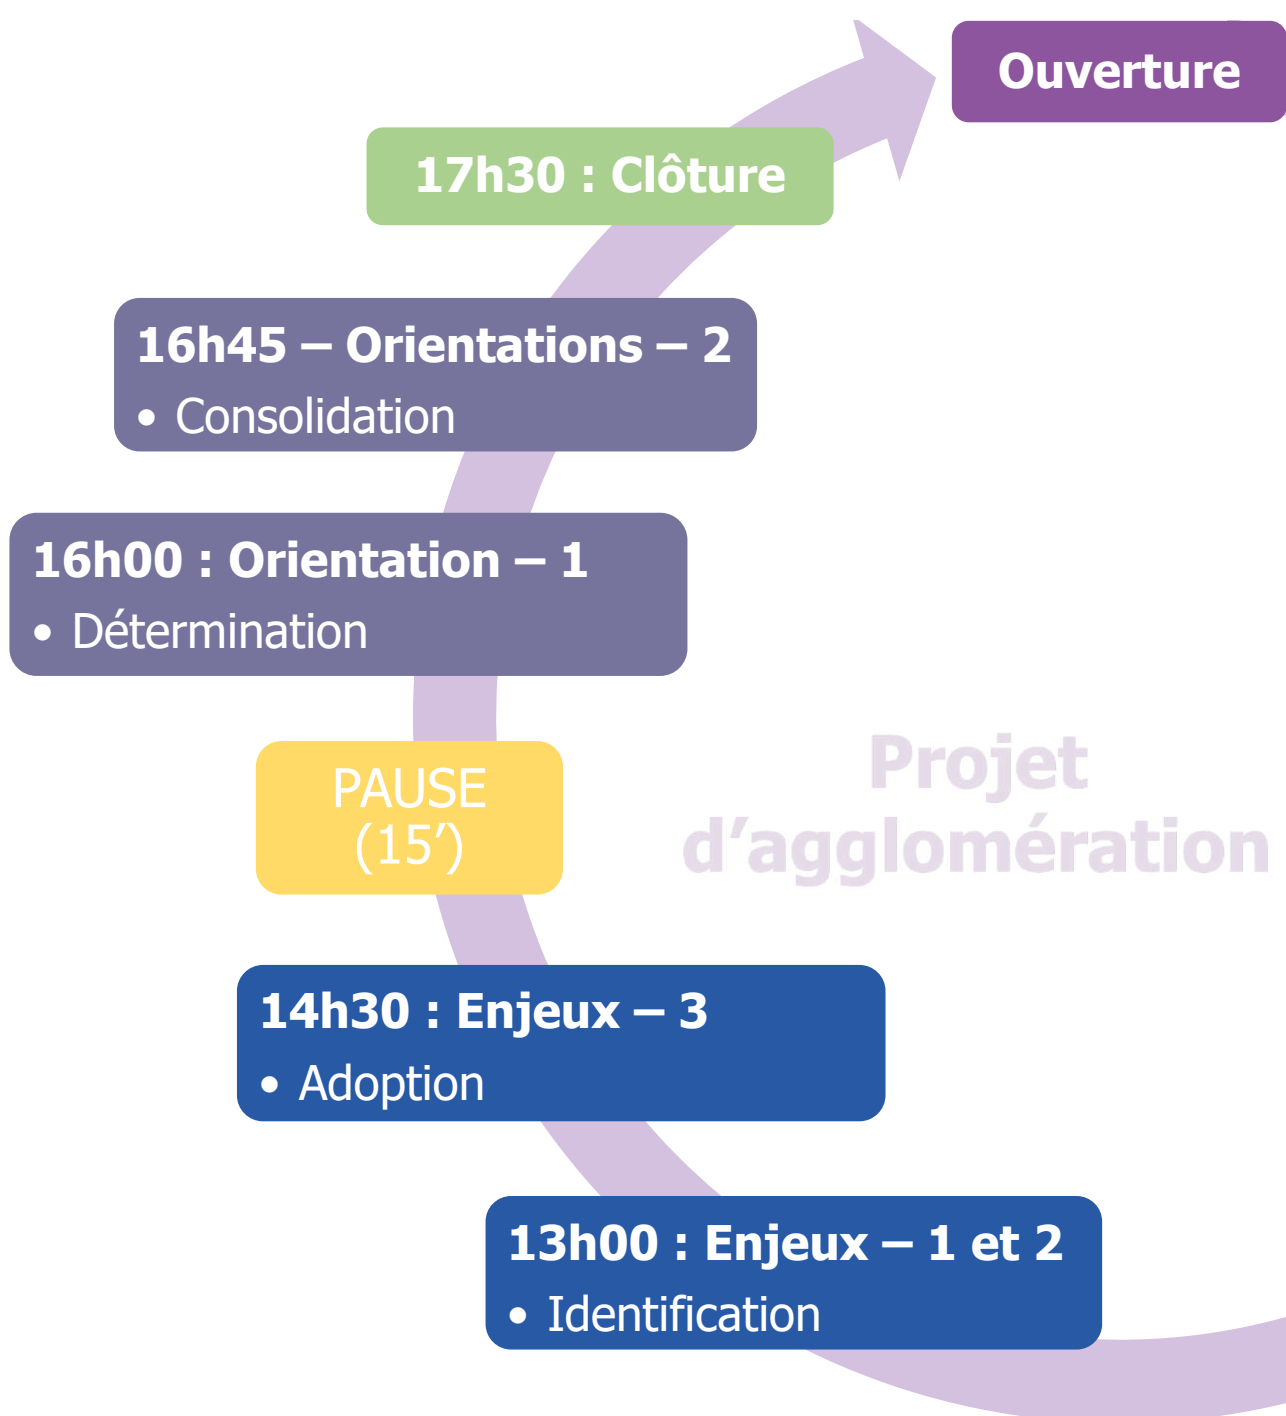 Ouverture
17h30 : Clôture
16h45 – Orientations – 2
• Consolidation
16h00 : Orientation – 1
• Détermination
PAUSE
(15’)
Projet
d’agglomération
14h30 : Enjeux – 3
• Adoption
13h00 : Enjeux – 1 et 2
• Identification